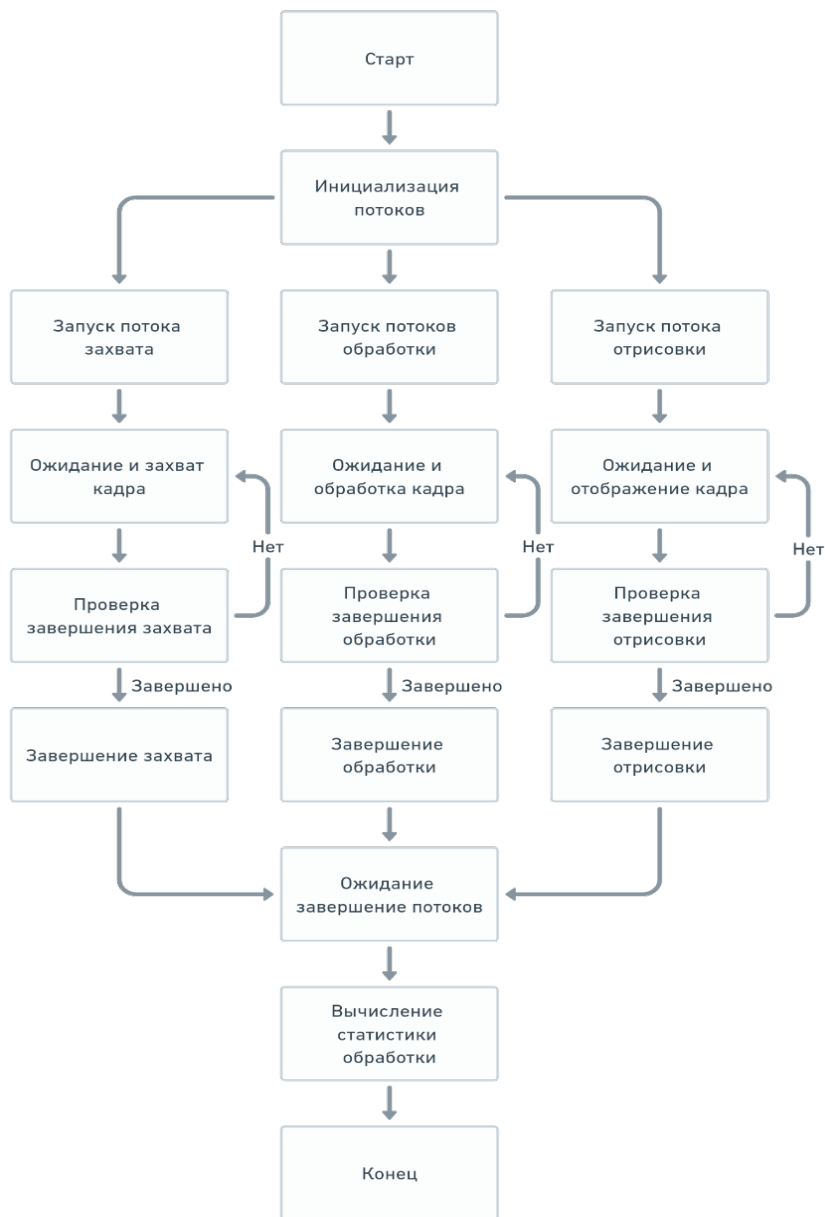 Старт
Инициализация
потоков
Запуск потока
захвата
Запуск потоков
обработки
Запуск потока
отрисовки
Ожидание и захват
кадра
Ожидание и
обработка кадра
Ожидание и
отображение кадра
Нет
Нет
Нет
Проверка
завершения захвата
Проверка
завершения
обработки
Проверка
завершения
отрисовки
Завершено
Завершено
Завершено
Завершение захвата
Завершение
обработки
Завершение
отрисовки
Ожидание
завершение потоков
Вычисление
статистики
обработки
Конец